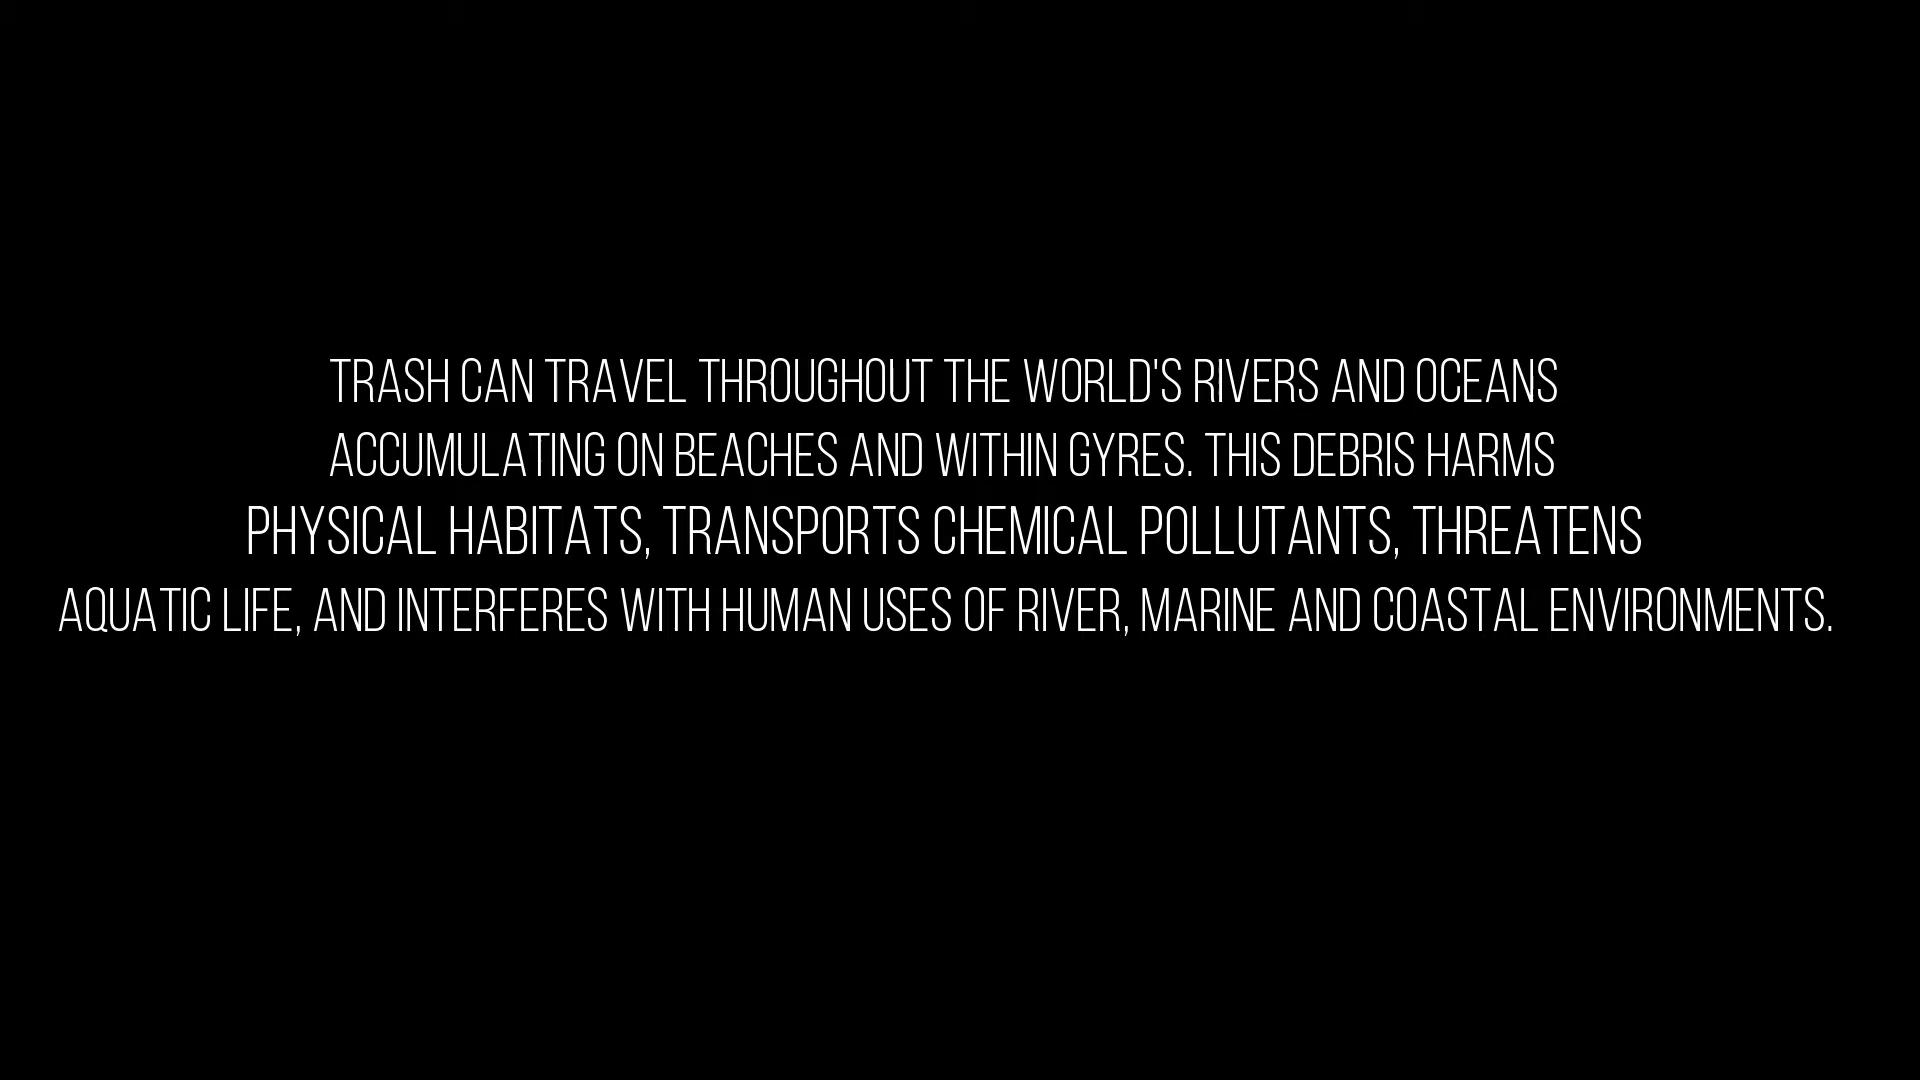 TRASH CAN TRAVEL THROUGHOUT THE WORLD'S RIVERS AND OCEANS
ACCUMULATING ON BEACHES AND WITHIN GYRES. THIS DEBRIS HARMS
PHYSICAL HABITATS, TRANSPORTS CHEMICAL POLLUTANTS, THREATENS
AQUATIC LIFE, AND INTERFERES WITH HUMAN USES OF RIVER, MARINE AND COASTAL ENVIRONMENTS.